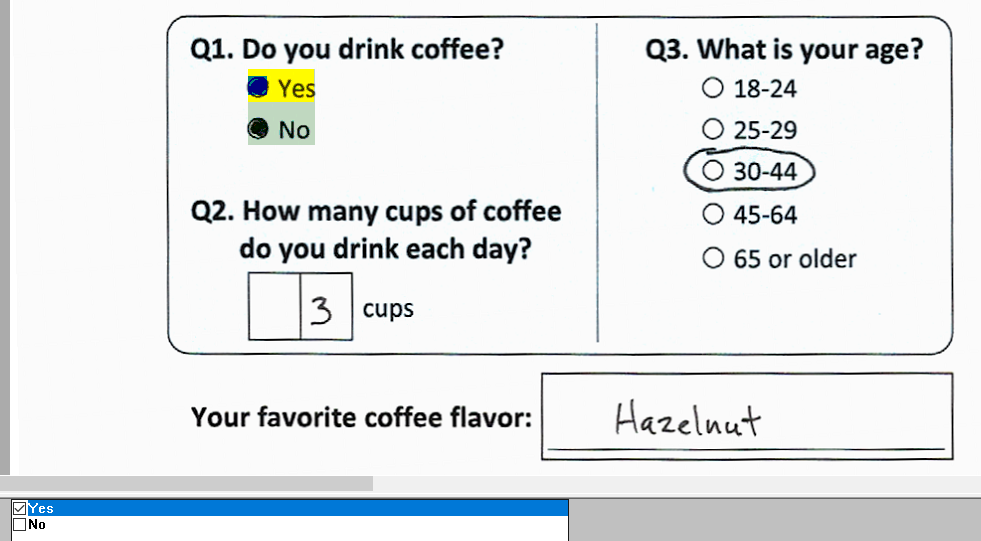 Q1. Do you drink coffee?
Yes
No
Q2. How many cups of coffee
do you drink each day?
3 cups
Q3. What is your age?
18-24
25-29
30-44
45-64
65 or older
Your favorite coffee flavor: Hazelnut
Yes
No